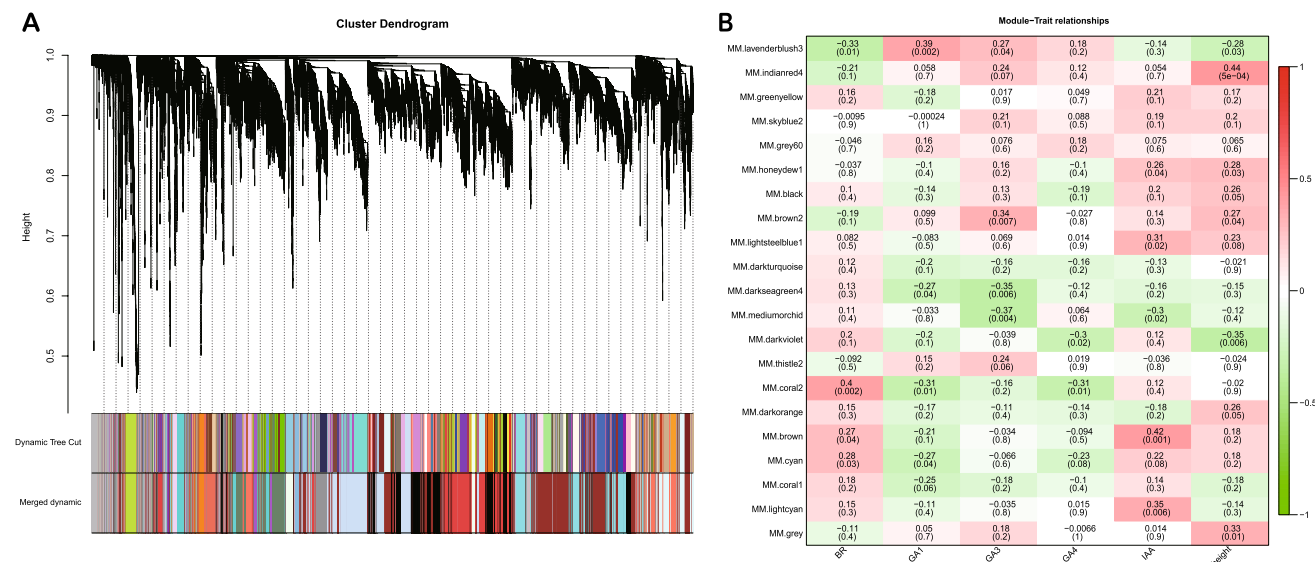 A
Cluster Dendrogram
1.0
0.9
0.8
0.7
0.6
0.5
Height
Dynamic Tree Cut
Merged dynamic
B
Module−Trait relationships
MM.lavenderblush3 −0.33 (0.01) 0.39 (0.002) 0.27 (0.04) 0.18 (0.2) −0.14 (0.3) −0.28 (0.03)
MM.indianred4 −0.21 (0.1) 0.058 (0.7) 0.24 (0.07) 0.12 (0.4) 0.054 (0.7) 0.44 (5e−04)
MM.greenyellow 0.16 (0.2) −0.18 (0.2) 0.017 (0.9) 0.049 (0.7) 0.21 (0.1) 0.17 (0.2)
MM.skyblue2 −0.0095 (0.9) −0.00024 (1) 0.21 (0.1) 0.088 (0.5) 0.19 (0.1) 0.2 (0.1)
MM.grey60 −0.046 (0.7) 0.16 (0.2) 0.076 (0.6) 0.18 (0.2) 0.075 (0.6) 0.065 (0.6)
MM.honeydew1 −0.037 (0.8) −0.1 (0.4) 0.16 (0.2) −0.1 (0.4) 0.26 (0.04) 0.28 (0.03)
MM.black 0.1 (0.4) −0.14 (0.3) 0.13 (0.3) −0.19 (0.1) 0.2 (0.1) 0.26 (0.05)
MM.brown2 −0.19 (0.1) 0.099 (0.5) 0.34 (0.007) −0.027 (0.8) 0.14 (0.3) 0.27 (0.04)
MM.lightsteelblue1 0.082 (0.5) −0.083 (0.5) 0.069 (0.6) 0.014 (0.9) 0.31 (0.02) 0.23 (0.08)
MM.darkturquoise 0.12 (0.4) −0.2 (0.1) −0.16 (0.2) −0.16 (0.2) −0.13 (0.3) −0.021 (0.9)
MM.darkseagreen4 0.13 (0.3) −0.27 (0.04) −0.35 (0.006) −0.12 (0.4) −0.16 (0.2) −0.15 (0.3)
MM.mediumorchid 0.11 (0.4) −0.033 (0.8) −0.37 (0.004) 0.064 (0.6) −0.3 (0.02) −0.12 (0.4)
MM.darkviolet 0.2 (0.1) −0.2 (0.1) −0.039 (0.8) −0.3 (0.02) 0.12 (0.4) −0.35 (0.006)
MM.thistle2 −0.092 (0.5) 0.15 (0.2) 0.24 (0.06) 0.019 (0.9) −0.036 (0.8) −0.024 (0.9)
MM.coral2 0.4 (0.002) −0.31 (0.01) −0.16 (0.2) −0.31 (0.01) 0.12 (0.4) −0.02 (0.9)
MM.darkorange 0.15 (0.3) −0.17 (0.2) −0.11 (0.4) −0.14 (0.3) −0.18 (0.2) 0.26 (0.05)
MM.brown 0.27 (0.04) −0.21 (0.1) −0.034 (0.8) −0.094 (0.5) 0.42 (0.001) 0.18 (0.2)
MM.cyan 0.28 (0.03) −0.27 (0.04) −0.066 (0.6) −0.23 (0.08) 0.22 (0.08) 0.18 (0.2)
MM.coral1 0.18 (0.2) −0.25 (0.06) −0.18 (0.2) −0.1 (0.4) 0.14 (0.3) −0.18 (0.2)
MM.lightcyan 0.15 (0.3) −0.11 (0.4) −0.035 (0.8) 0.015 (0.9) 0.35 (0.006) −0.14 (0.3)
MM.grey −0.11 (0.4) 0.05 (0.7) 0.18 (0.2) −0.0066 (1) 0.014 (0.9) 0.33 (0.01)
BR GA1 GA3 GA4 IAA
1
0.5
0
−1